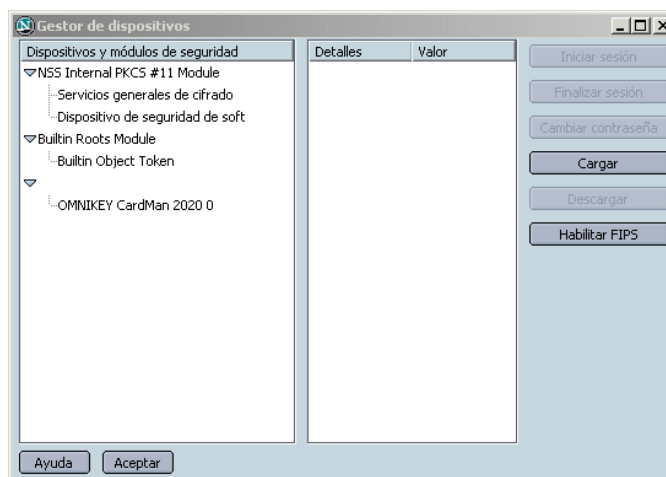 Gestor de dispositivos
Dispositivos y módulos de seguridad
Detalles Valor
NSS Internal PKCS #11 Module
Servicios generales de cifrado
Dispositivo de seguridad de soft
Builtin Roots Module
Builtin Object Token
OMNIKEY CardMan 2020 0
Iniciar sesión
Finalizar sesión
Cambiar contraseña
Cargar
Descargar
Habilitar FIPS
Ayuda Aceptar